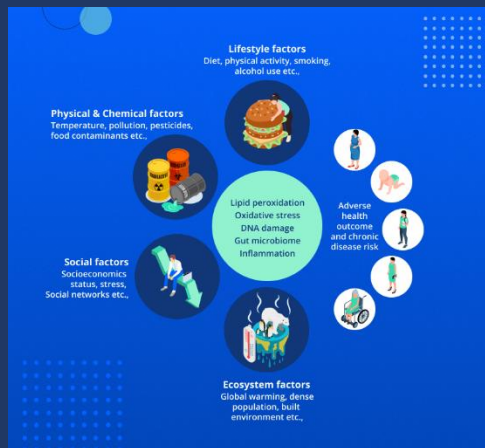 Lifestyle factors
Diet, physical activity, smoking,
alcohol use etc.,
Physical & Chemical factors
Temperature, pollution, pesticides,
food contaminants etc.,
Lipid peroxidation
Oxidative stress
DNA damage
Gut microbiome
Inflammation
Adverse
health
outcome
and chronic
disease risk
Social factors
Socioeconomics
status, stress,
Social networks etc.,
Ecosystem factors
Global warming, dense
population, built
environment etc.,